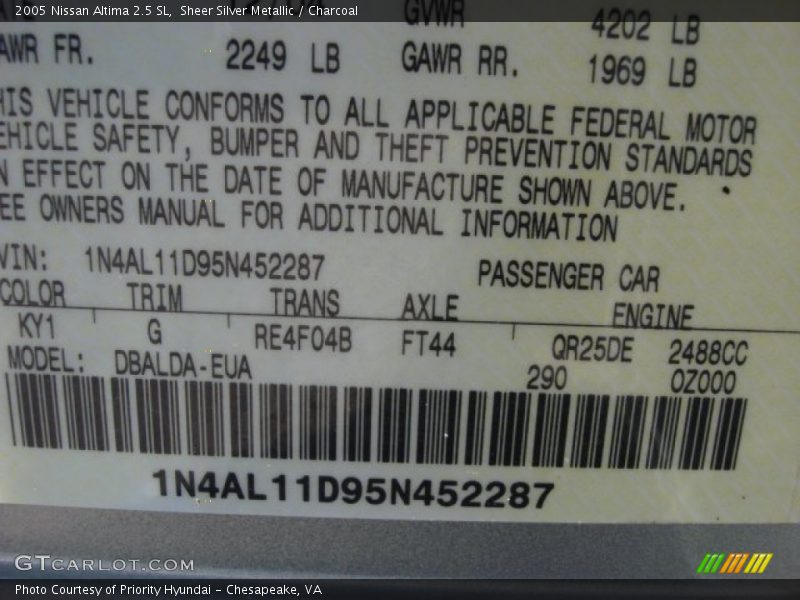 2005 Nissan Altima 2.5 SL, Sheer Silver Metallic / Charcoal
GVWR 4202 LB
AWR FR. 2249 LB GAWR RR. 1969 LB
HIS VEHICLE CONFORMS TO ALL APPLICABLE FEDERAL MOTOR
EHICLE SAFETY, BUMPER AND THEFT PREVENTION STANDARDS
N EFFECT ON THE DATE OF MANUFACTURE SHOWN ABOVE.
EE OWNERS MANUAL FOR ADDITIONAL INFORMATION
VIN: 1N4AL11D95N452287 PASSENGER CAR
COLOR TRIM TRANS AXLE ENGINE
KY1 G RE4F04B FT44 QR25DE 2488CC
MODEL: DBALDA-EUA 290 0Z000
1N4AL11D95N452287
GTCARLOT.COM
Photo Courtesy of Priority Hyundai - Chesapeake, VA